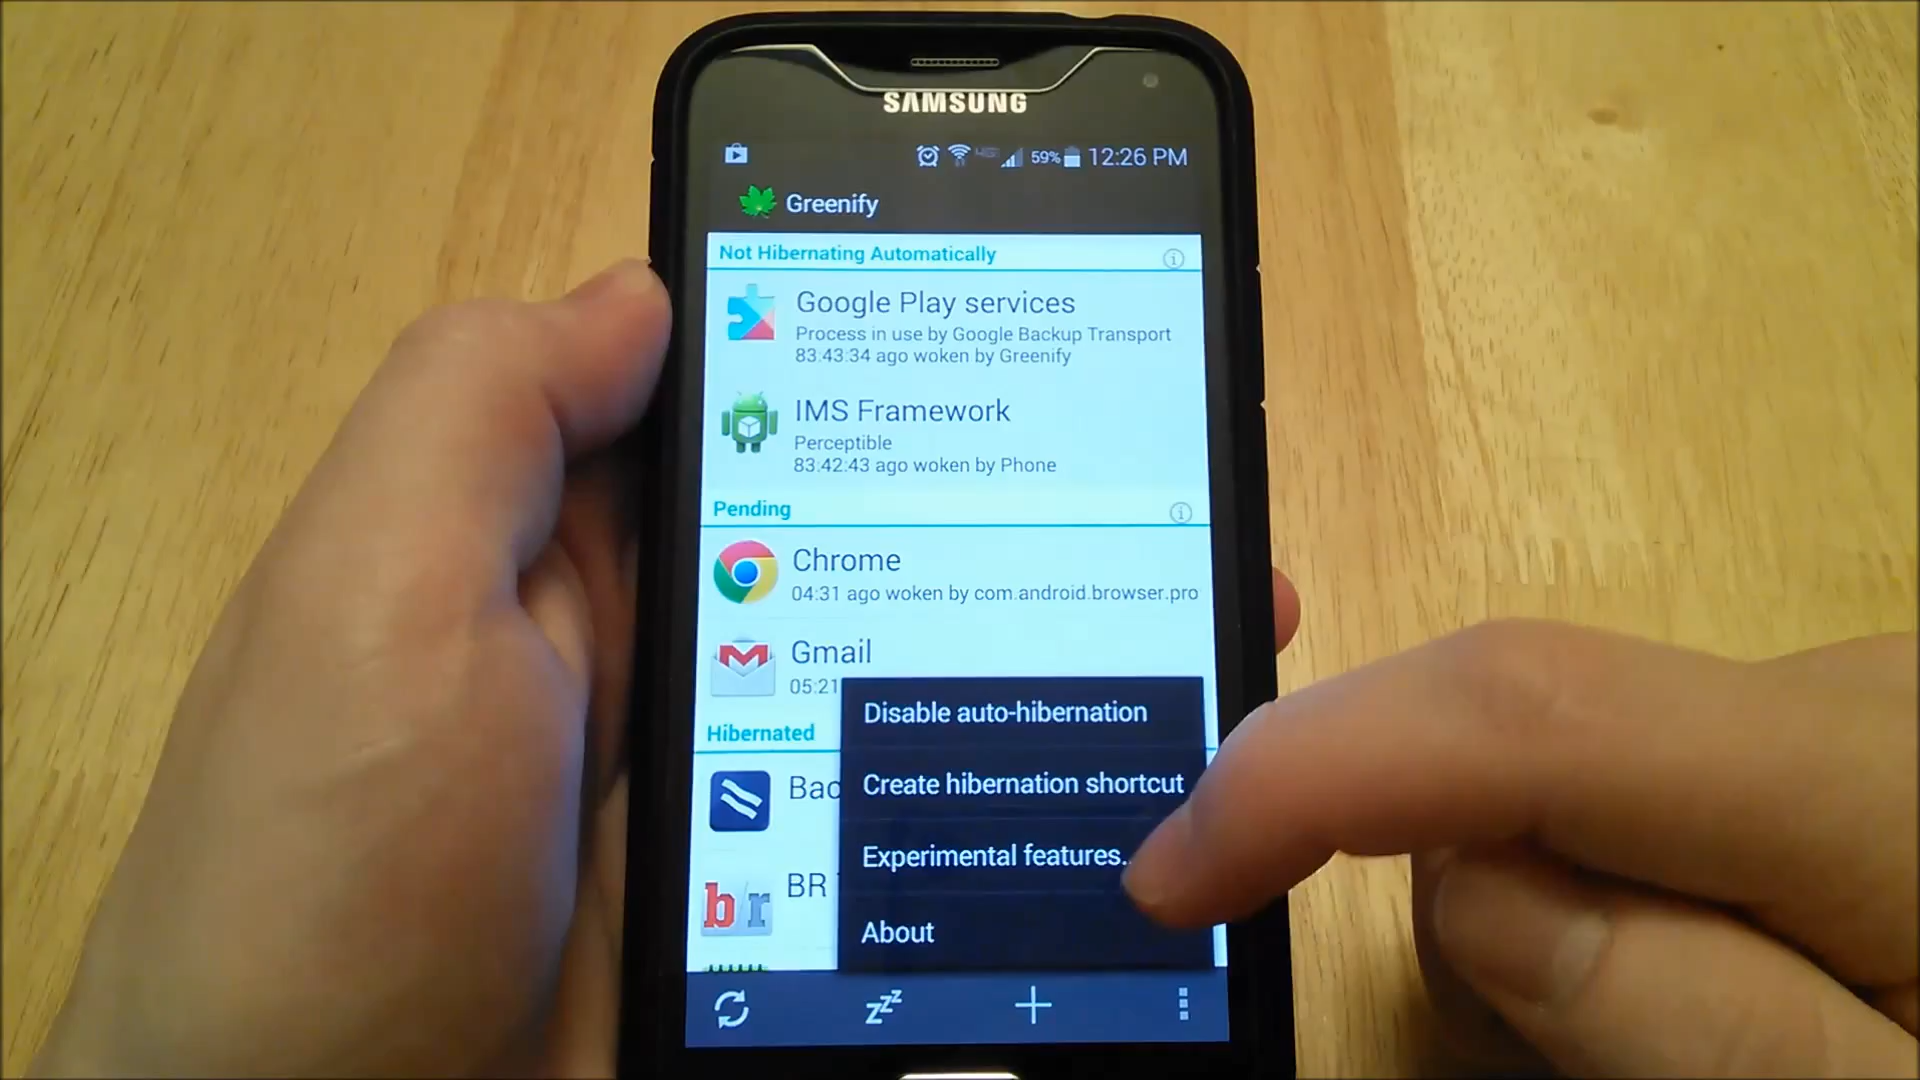 SAMSUNG
59% 12:26 PM
Greenify
Not Hibernating Automatically
Google Play services
Process in use by Google Backup Transport
83:43:34 ago woken by Greenify
IMS Framework
Perceptible
83:42:43 ago woken by Phone
Pending
Chrome
04:31 ago woken by com.android.browser.pro
Gmail
05:21
Disable auto-hibernation
Hibernated
Bac
Create hibernation shortcut
Experimental features..
BR
b/r
About
zzz